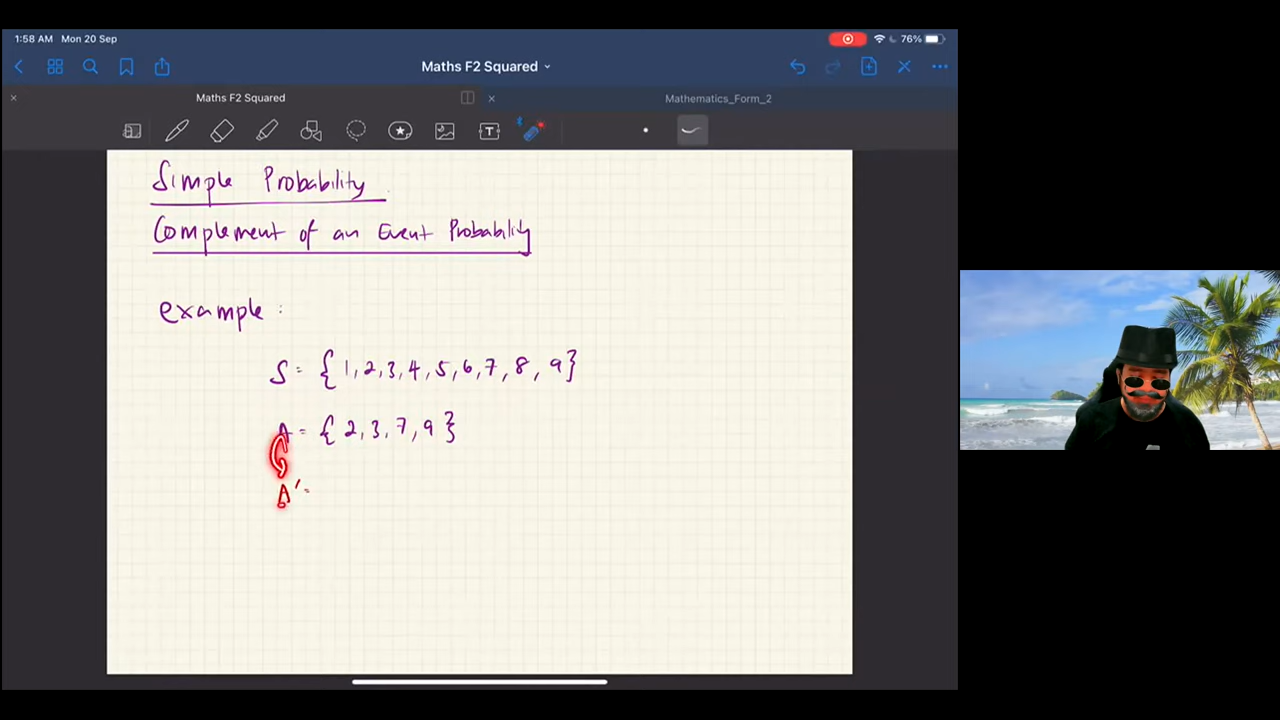 1:58 AM Mon 20 Sep
76%
Maths F2 Squared
Maths F2 Squared
Mathematics_Form_2
T
Simple Probability
Complement of an Event Probability
example :
S = { 1, 2, 3, 4, 5, 6, 7, 8, 9 }
A = { 2, 3, 7, 9 }
A' =